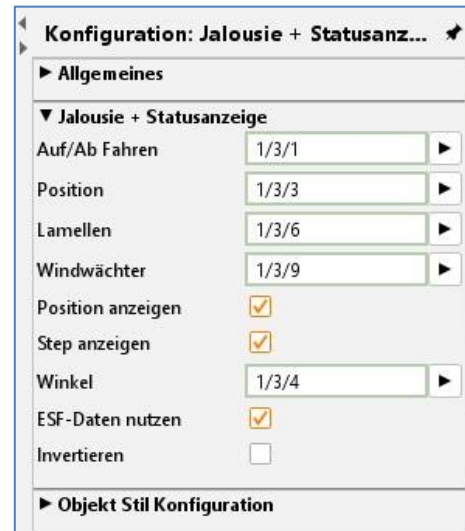 Konfiguration: Jalousie + Statusanz...
Allgemeines
Jalousie + Statusanzeige
Auf/Ab Fahren 1/3/1
Position 1/3/3
Lamellen 1/3/6
Windwächter 1/3/9
Position anzeigen
Step anzeigen
Winkel 1/3/4
ESF-Daten nutzen
Invertieren
Objekt Stil Konfiguration